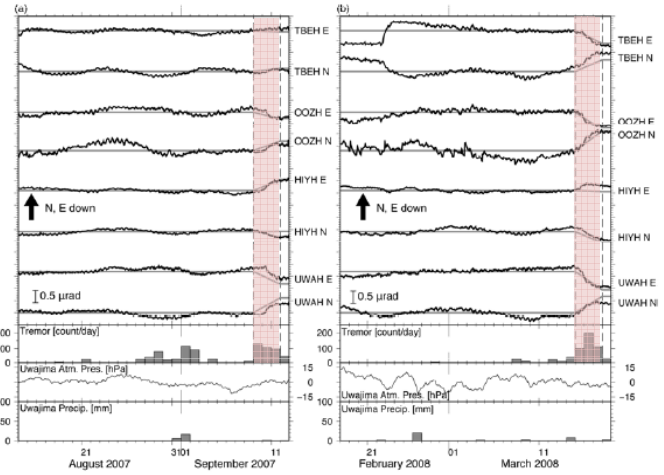 (a)
TBEH E
TBEH N
OOZH E
OOZH N
HIYH E
N, E down
HIYH N
UWAH E
0.5 μrad
UWAH N
Tremor [count/day]
200
100
0
Uwajima Atm. Pres. [hPa]
15
0
-15
100
Uwajima Precip. [mm]
50
0
21
3101
11
August 2007
September 2007
(b)
TBEH E
TBEH N
OOZH E
OOZH N
HIYH E
N, E down
HIYH N
UWAH E
0.5 μrad
UWAH N
Tremor [count/day]
200
100
0
15
0
-15
Uwajima Atm. Pres. [hPa]
100
Uwajima Precip. [mm]
50
0
21
01
11
February 2008
March 2008